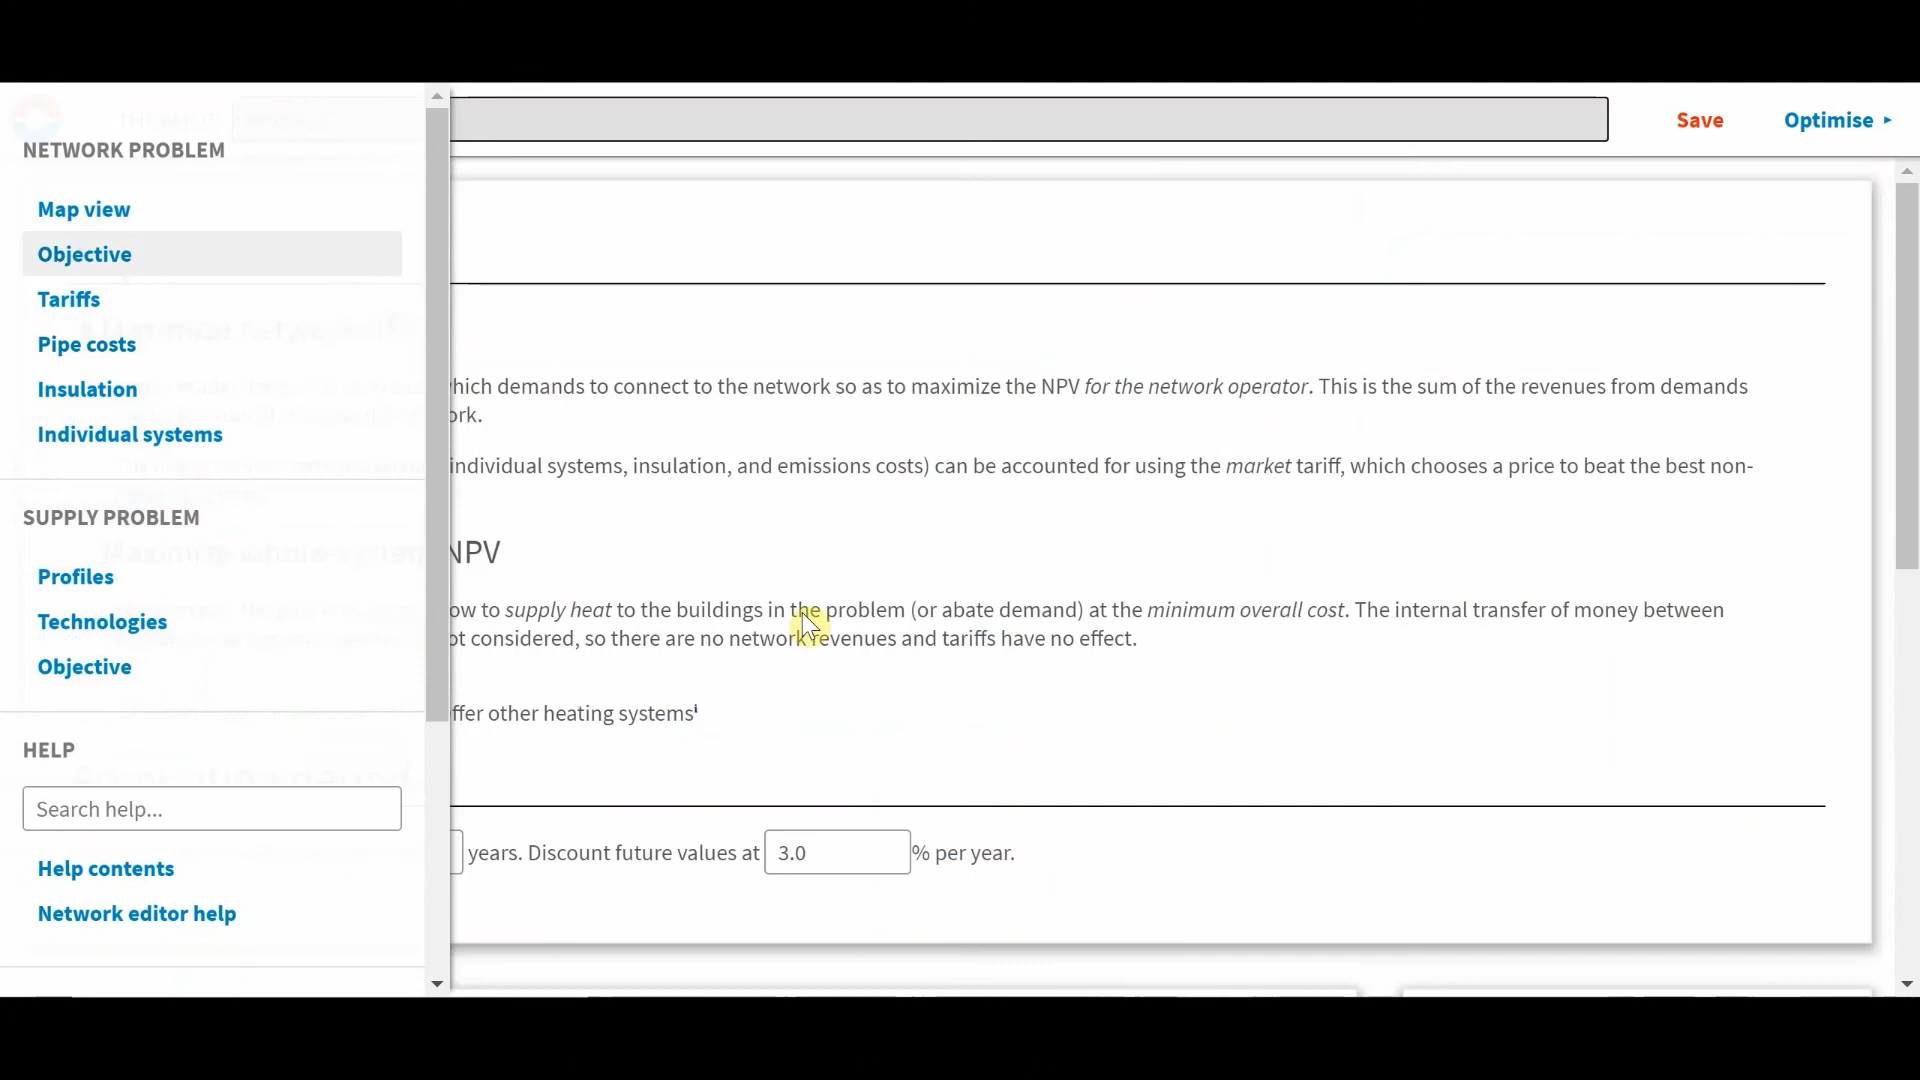 Save
Optimise ▸
NETWORK PROBLEM
Map view
Objective
Tariffs
Pipe costs
Insulation
Individual systems
SUPPLY PROBLEM
Profiles
Technologies
Objective
HELP
Search help...
Help contents
Network editor help
which demands to connect to the network so as to maximize the NPV for the network operator. This is the sum of the revenues from demands
ork.
individual systems, insulation, and emissions costs) can be accounted for using the market tariff, which chooses a price to beat the best non-
Maximize whole-system NPV
ow to supply heat to the buildings in the problem (or abate demand) at the minimum overall cost. The internal transfer of money between
ot considered, so there are no network revenues and tariffs have no effect.
ffer other heating systemsⁱ
years. Discount future values at 3.0 % per year.